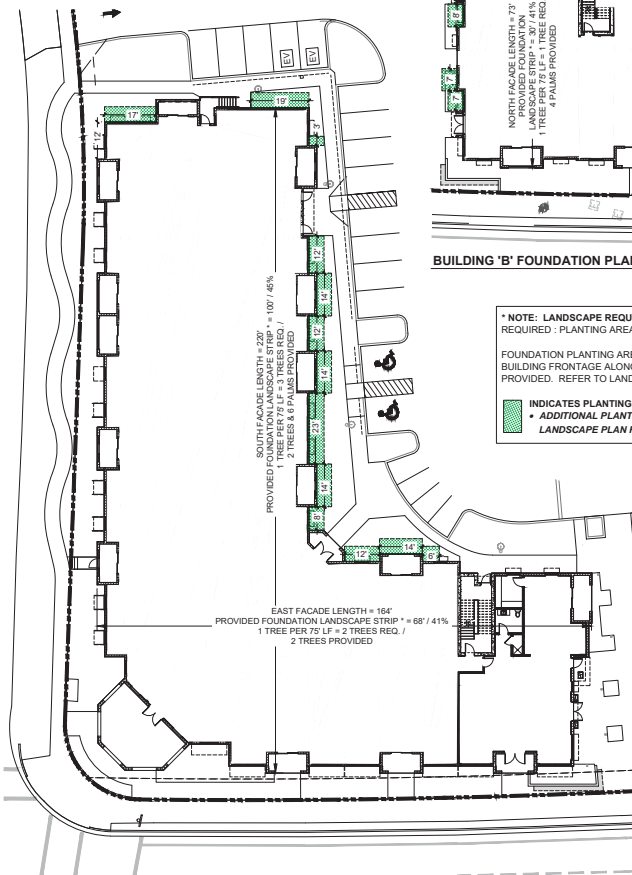 EV
EV
17'
19'
12'
3'
12'
14'
12'
14'
23'
14'
8'
12'
14'
6'
SOUTH FACADE LENGTH = 220'
PROVIDED FOUNDATION LANDSCAPE STRIP * = 100' / 45%
1 TREE PER 75' LF = 3 TREES REQ. /
2 TREES & 6 PALMS PROVIDED
EAST FACADE LENGTH = 164'
PROVIDED FOUNDATION LANDSCAPE STRIP * = 68' / 41%
1 TREE PER 75' LF = 2 TREES REQ. /
2 TREES PROVIDED
8'
7'
7'
NORTH FACADE LENGTH = 73'
PROVIDED FOUNDATION
LANDSCAPE STRIP * = 30' / 41%
1 TREE PER 75' LF = 1 TREE REQ.
4 PALMS PROVIDED
BUILDING 'B' FOUNDATION PLA
* NOTE: LANDSCAPE REQU
REQUIRED : PLANTING AREA
FOUNDATION PLANTING ARE
BUILDING FRONTAGE ALONG
PROVIDED. REFER TO LAND
INDICATES PLANTING
• ADDITIONAL PLANT
LANDSCAPE PLAN